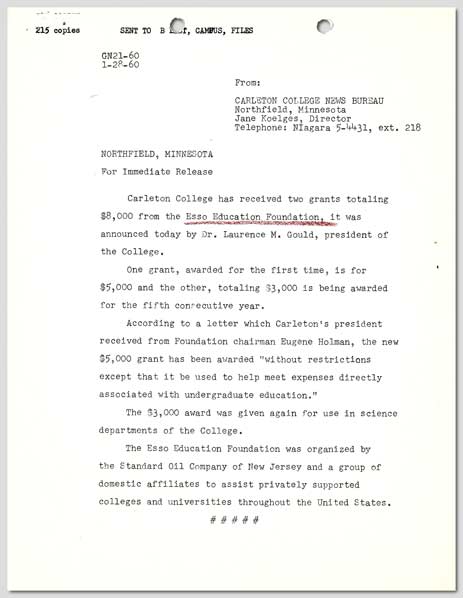 215 copies SENT TO B LIST, CAMPUS, FILES
GN21-60
1-28-60
From:
CARLETON COLLEGE NEWS BUREAU
Northfield, Minnesota
Jane Koelges, Director
Telephone: NIagara 5-4431, ext. 218
NORTHFIELD, MINNESOTA
For Immediate Release
Carleton College has received two grants totaling
$8,000 from the Esso Education Foundation, it was
announced today by Dr. Laurence M. Gould, president of
the College.
One grant, awarded for the first time, is for
$5,000 and the other, totaling $3,000 is being awarded
for the fifth consecutive year.
According to a letter which Carleton's president
received from Foundation chairman Eugene Holman, the new
$5,000 grant has been awarded "without restrictions
except that it be used to help meet expenses directly
associated with undergraduate education."
The $3,000 award was given again for use in science
departments of the College.
The Esso Education Foundation was organized by
the Standard Oil Company of New Jersey and a group of
domestic affiliates to assist privately supported
colleges and universities throughout the United States.
# # # # #